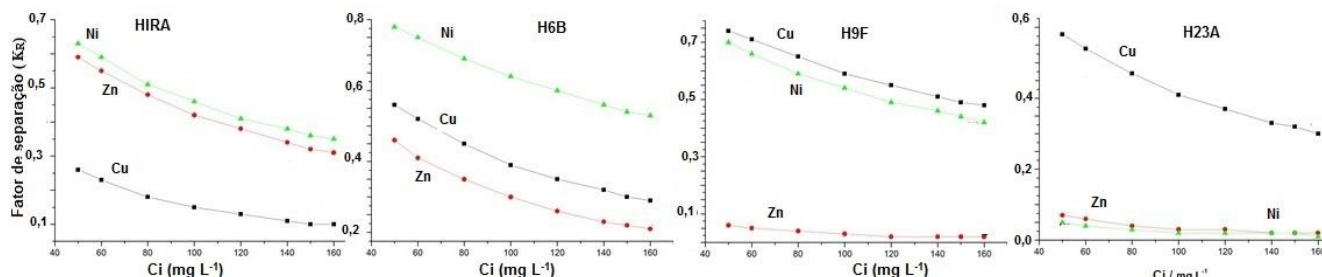 Fator de separação (KR)
HIRA
0,7
0,5
0,3
0,1
Ni
Zn
Cu
40 60 80 100 120 140 160
Ci (mg L-1)
H6B
0,8
0,6
0,4
0,2
Ni
Cu
Zn
40 60 80 100 120 140 160
Ci (mg L-1)
H9F
0,7
0,5
0,3
0,1
Cu
Ni
Zn
40 60 80 100 120 140 160
Ci (mg L-1)
H23A
0,6
0,4
0,2
0,0
Cu
Zn
Ni
40 60 80 100 120 140 160
Ci / mg L-1